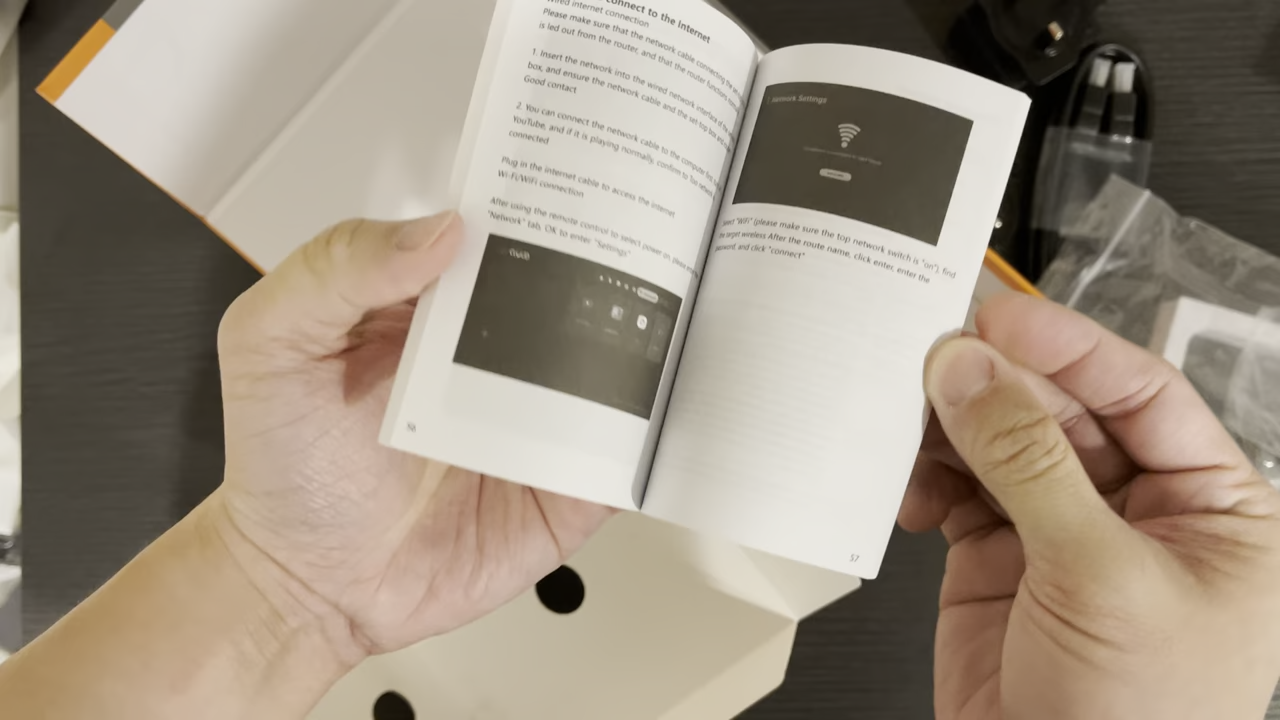 connect to the Internet
Wired internet connection
Please make sure that the network cable connecting the
is led out from the router, and that the router functions
1. Insert the network into the wired network interface of the
box, and ensure the network cable and the set-top box are
Good contact
2. You can connect the network cable to the computer first
YouTube, and if it is playing normally, confirm to
connected
Plug in the internet cable to access the internet
Wi-Fi/WiFi connection
After using the remote control to select power on, please
"Network" tab, OK to enter "Settings"
56
Network Settings
Select "WiFi" (please make sure the top network switch is "on"), find
the target wireless After the route name, click enter, enter the
password, and click "connect"
57